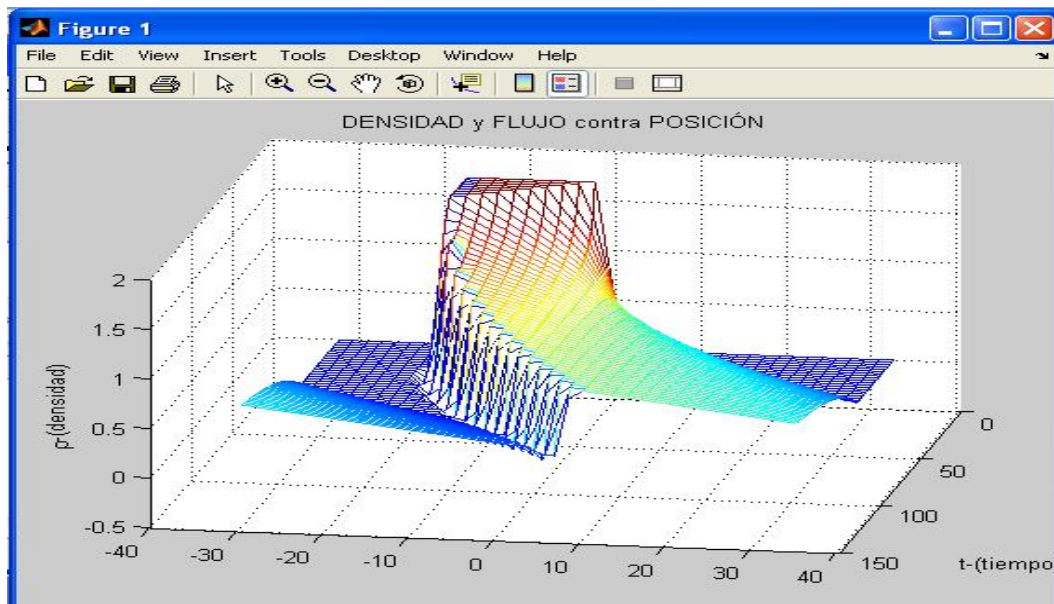 Figure 1
File Edit View Insert Tools Desktop Window Help
DENSIDAD y FLUJO contra POSICIÓN
2
1.5
1
0.5
0
-0.5
ρ-(densidad)
-40 -30 -20 -10 0 10 20 30 40
0
50
100
150
t-(tiempo